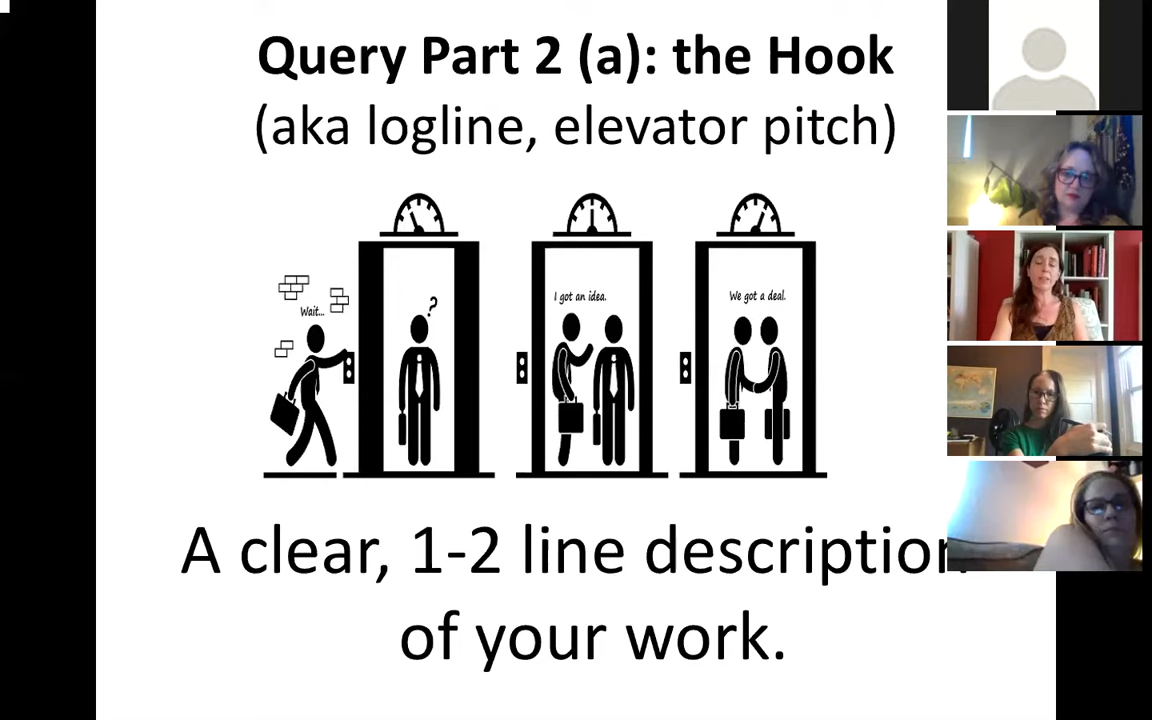 Query Part 2 (a): the Hook
(aka logline, elevator pitch)
Wait...
?
I got an idea.
We got a deal.
A clear, 1-2 line description
of your work.